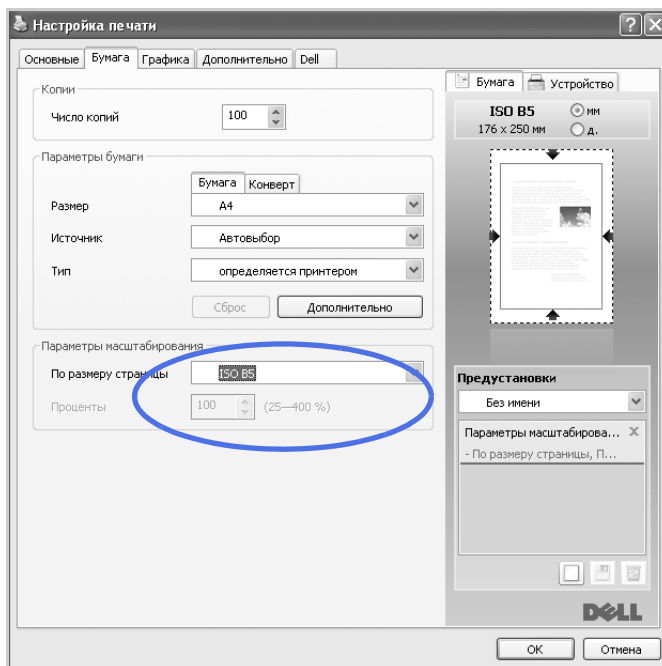 Настройка печати
Основные Бумага Графика Дополнительно Dell
Копии
Число копий 100
Параметры бумаги
Бумага Конверт
Размер A4
Источник Автовыбор
Тип определяется принтером
Сброс Дополнительно
Параметры масштабирования
По размеру страницы ISO B5
Проценты 100 (25—400 %)
Бумага Устройство
ISO B5 мм
176 x 250 мм д.
Предустановки
Без имени
Параметры масштабирова... X
- По размеру страницы, П...
DELL
OK Отмена